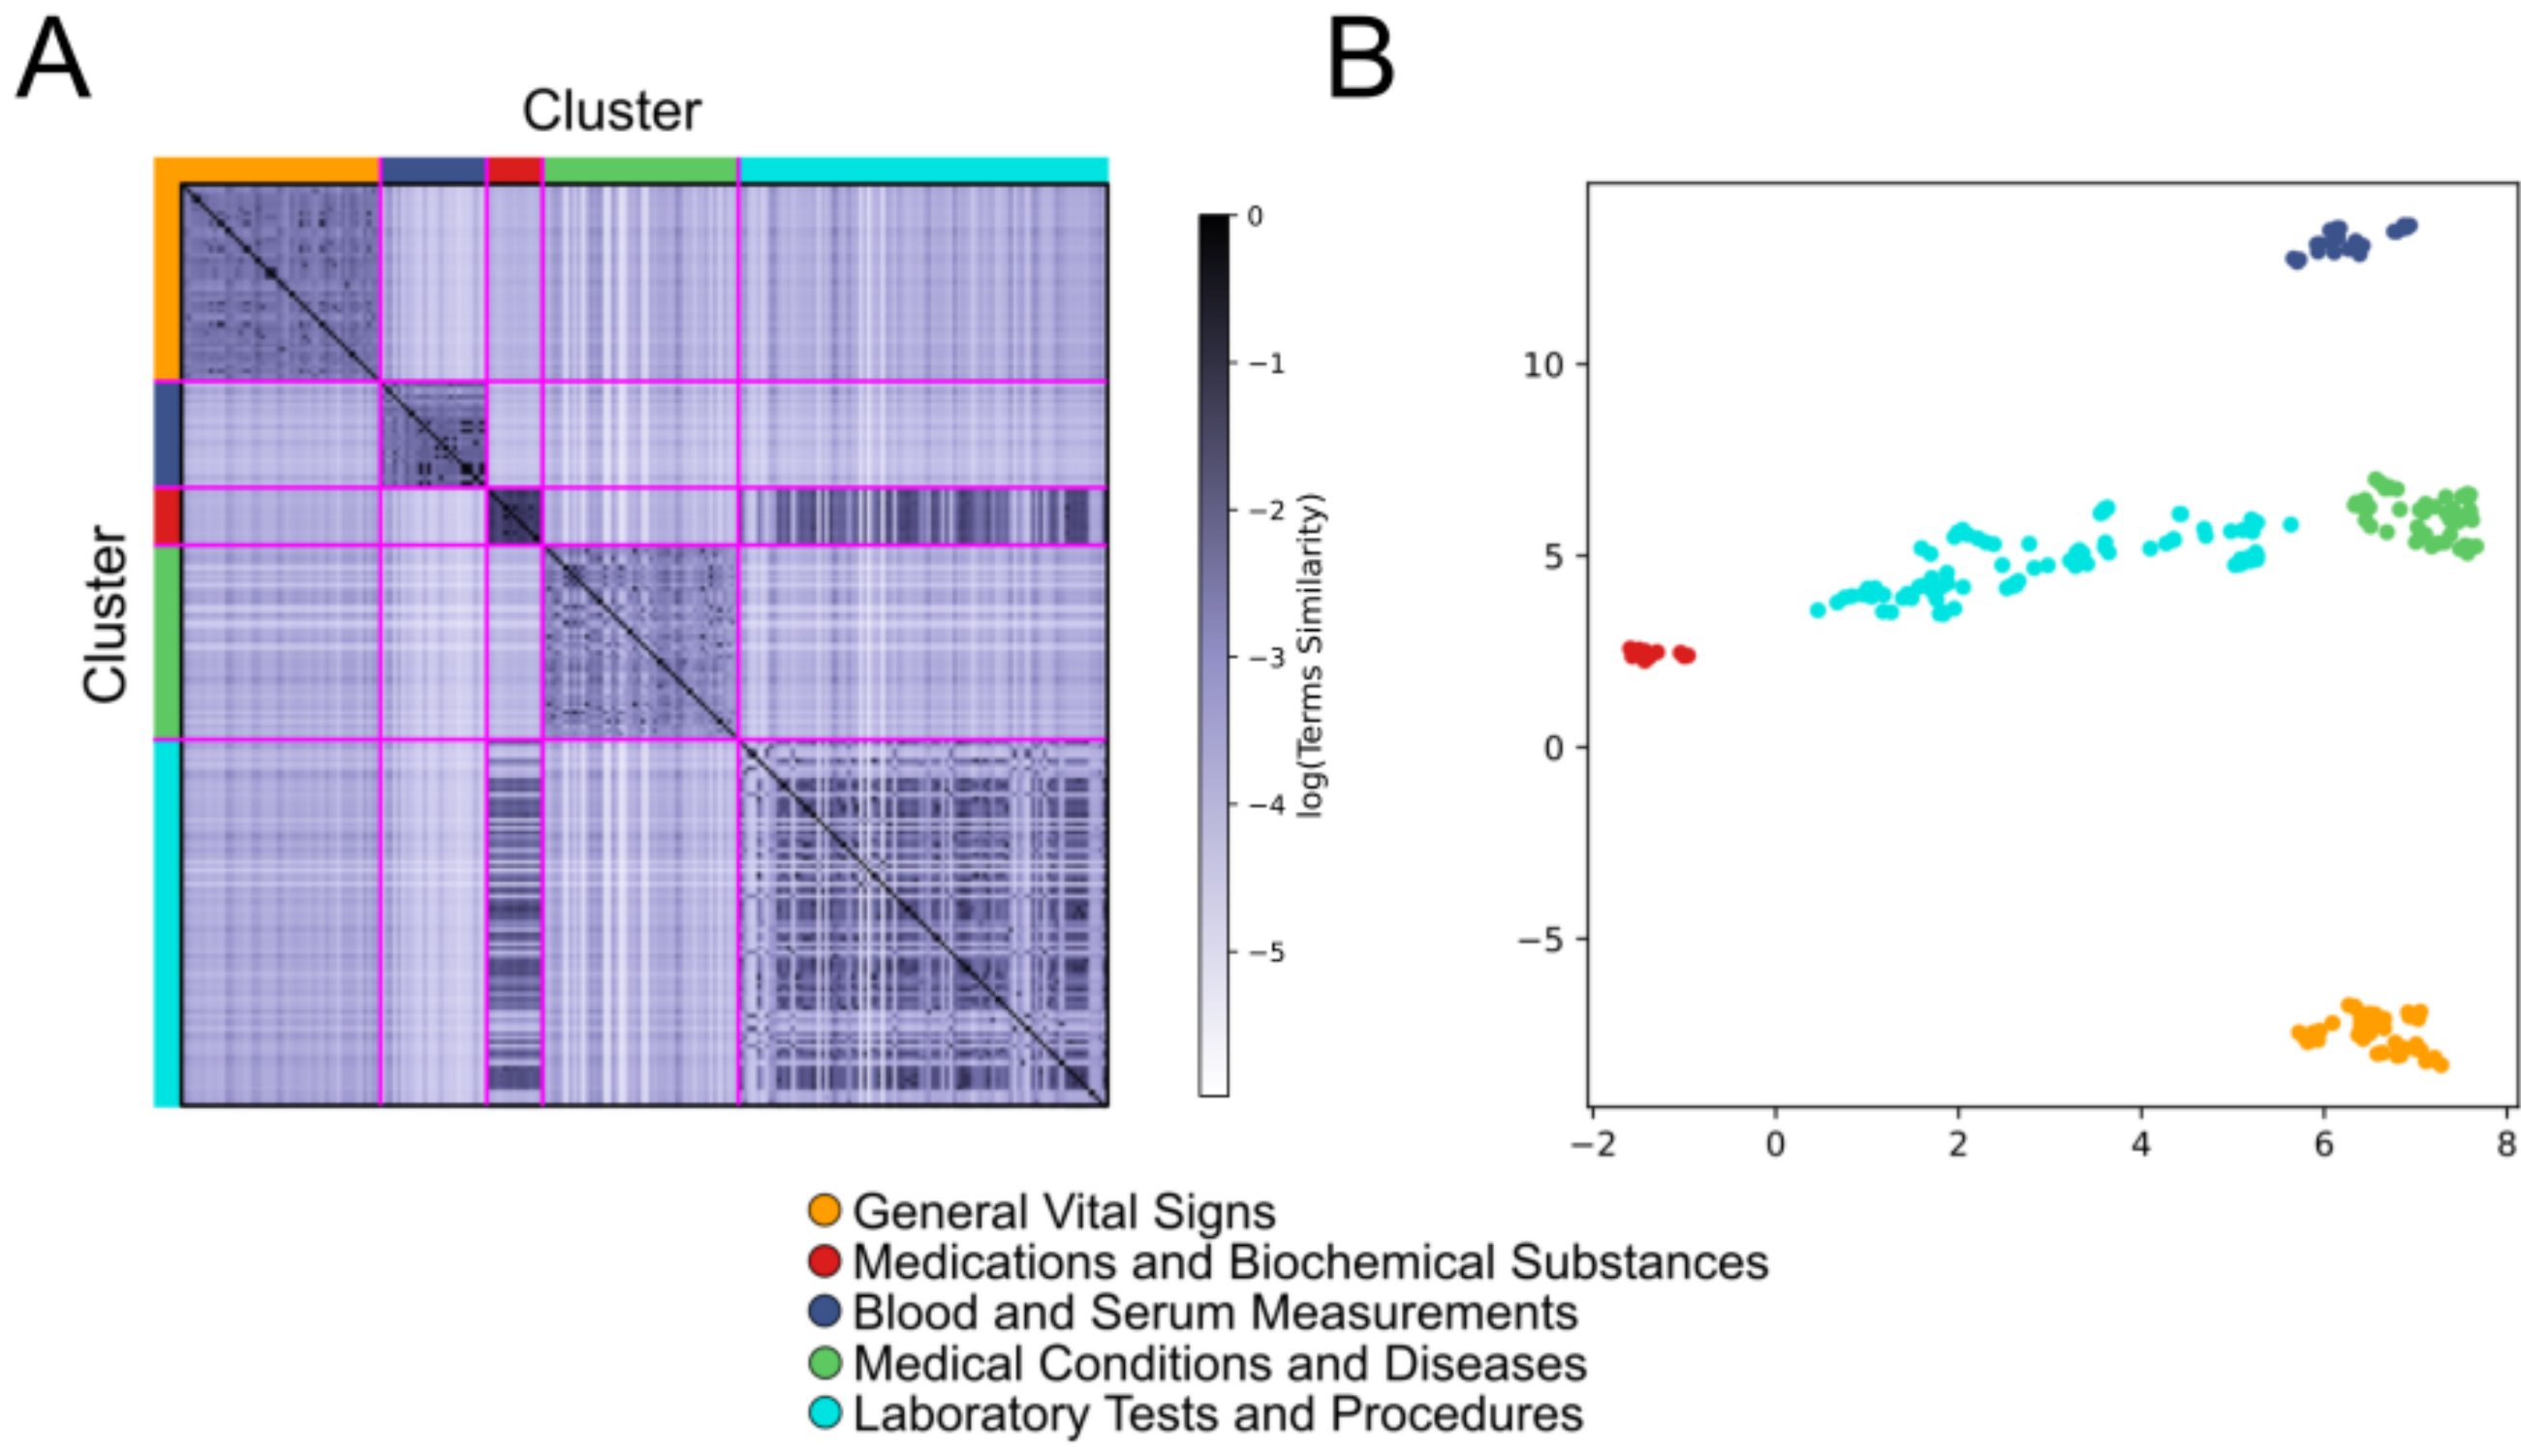 A
B
Cluster
Cluster
0
−1
−2
−3
−4
−5
log(Terms Similarity)
10
5
0
−5
−2
0
2
4
6
8
General Vital Signs
Medications and Biochemical Substances
Blood and Serum Measurements
Medical Conditions and Diseases
Laboratory Tests and Procedures